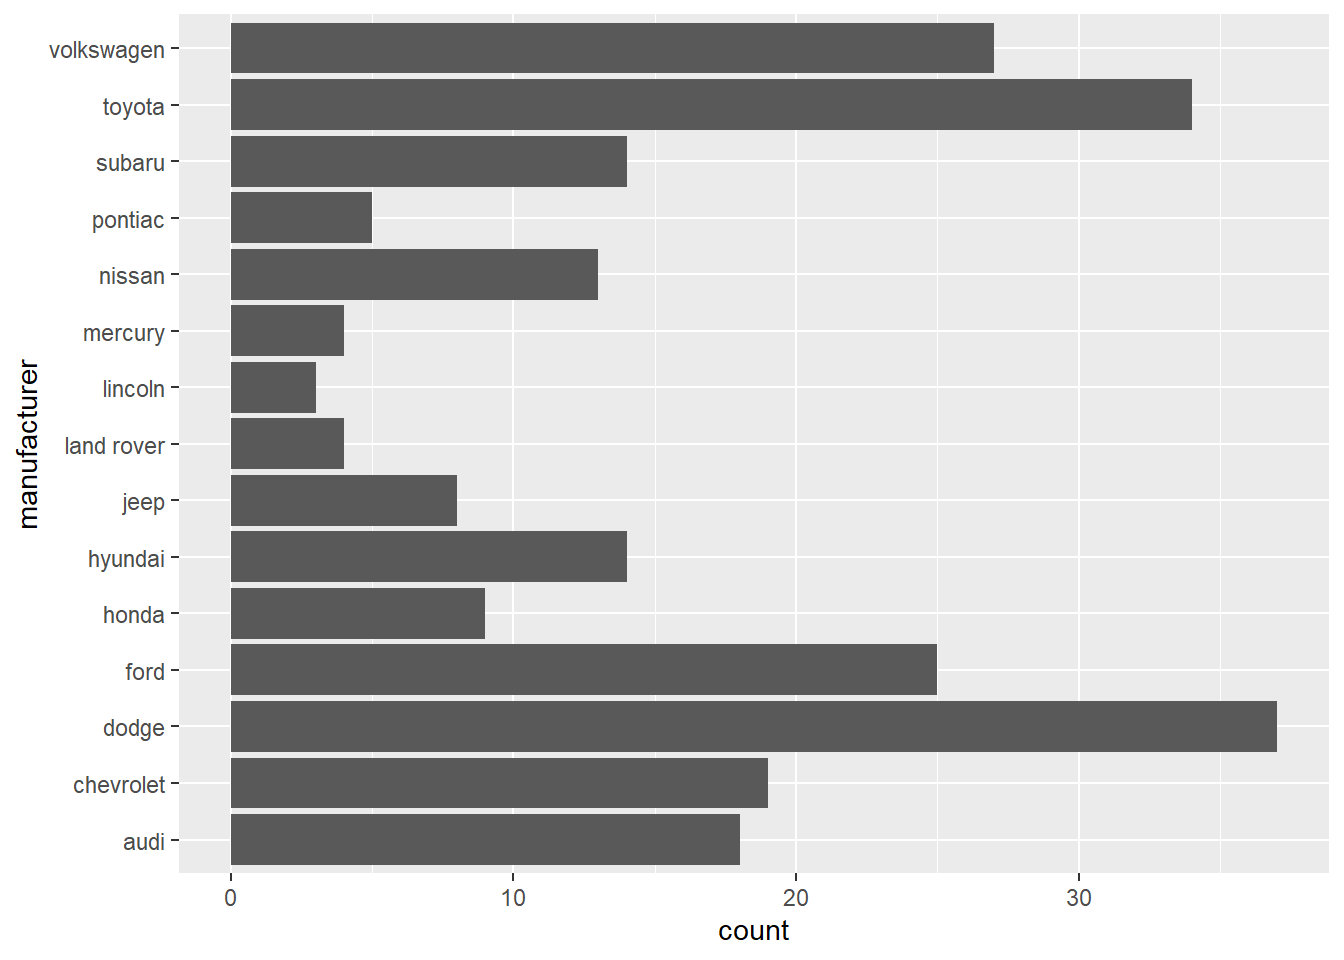 volkswagen
toyota
subaru
pontiac
nissan
mercury
lincoln
land rover
jeep
hyundai
honda
ford
dodge
chevrolet
audi
manufacturer
0 10 20 30
count